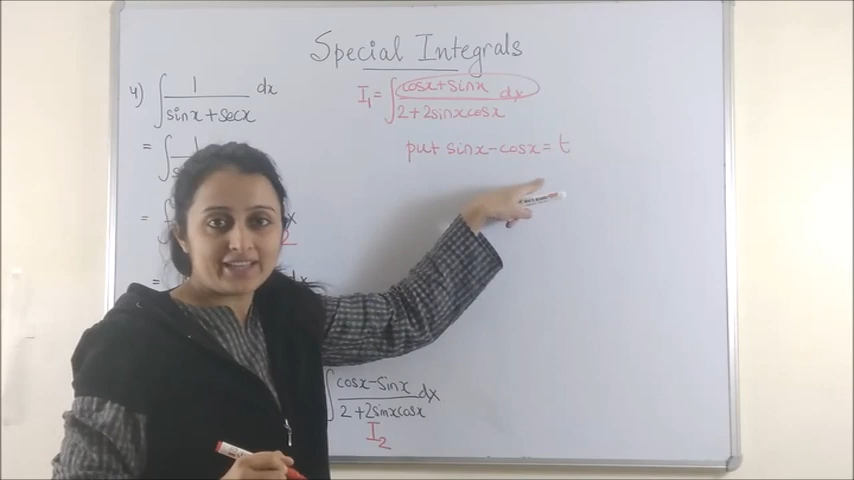 Special Integrals
4) ∫ 1/(sinx + secx) dx
= ∫ 1
=
=
∫ (cosx - sinx)/(2 + 2sinxcosx) dx
I₂
I₁ = ∫ (cosx + sinx)/(2 + 2sinxcosx) dx
put sinx - cosx = t